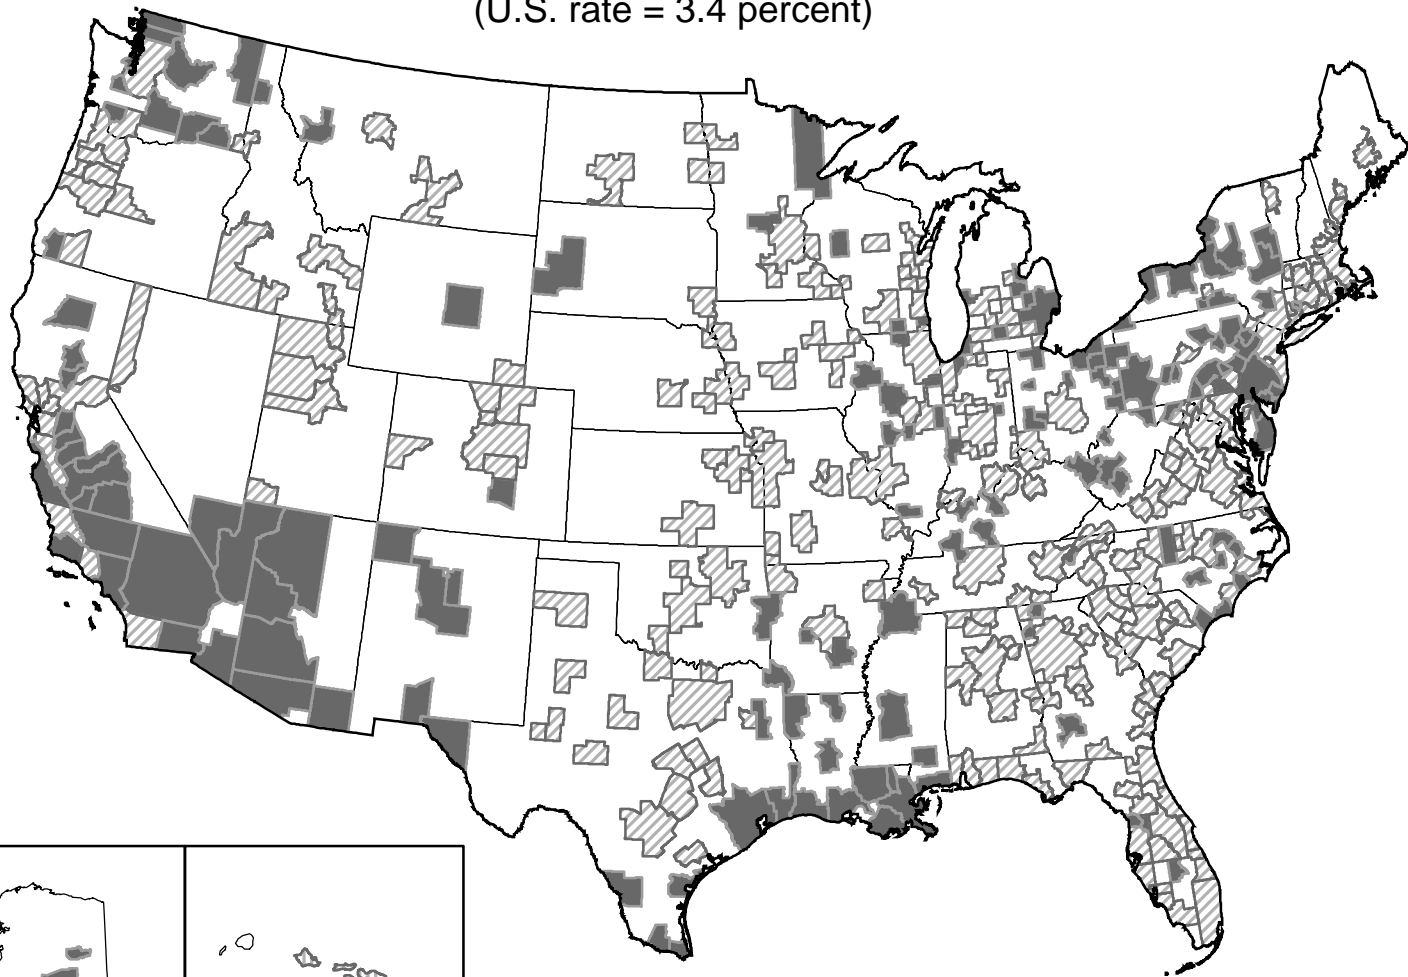 (U.S. rate = 3.4 percent)